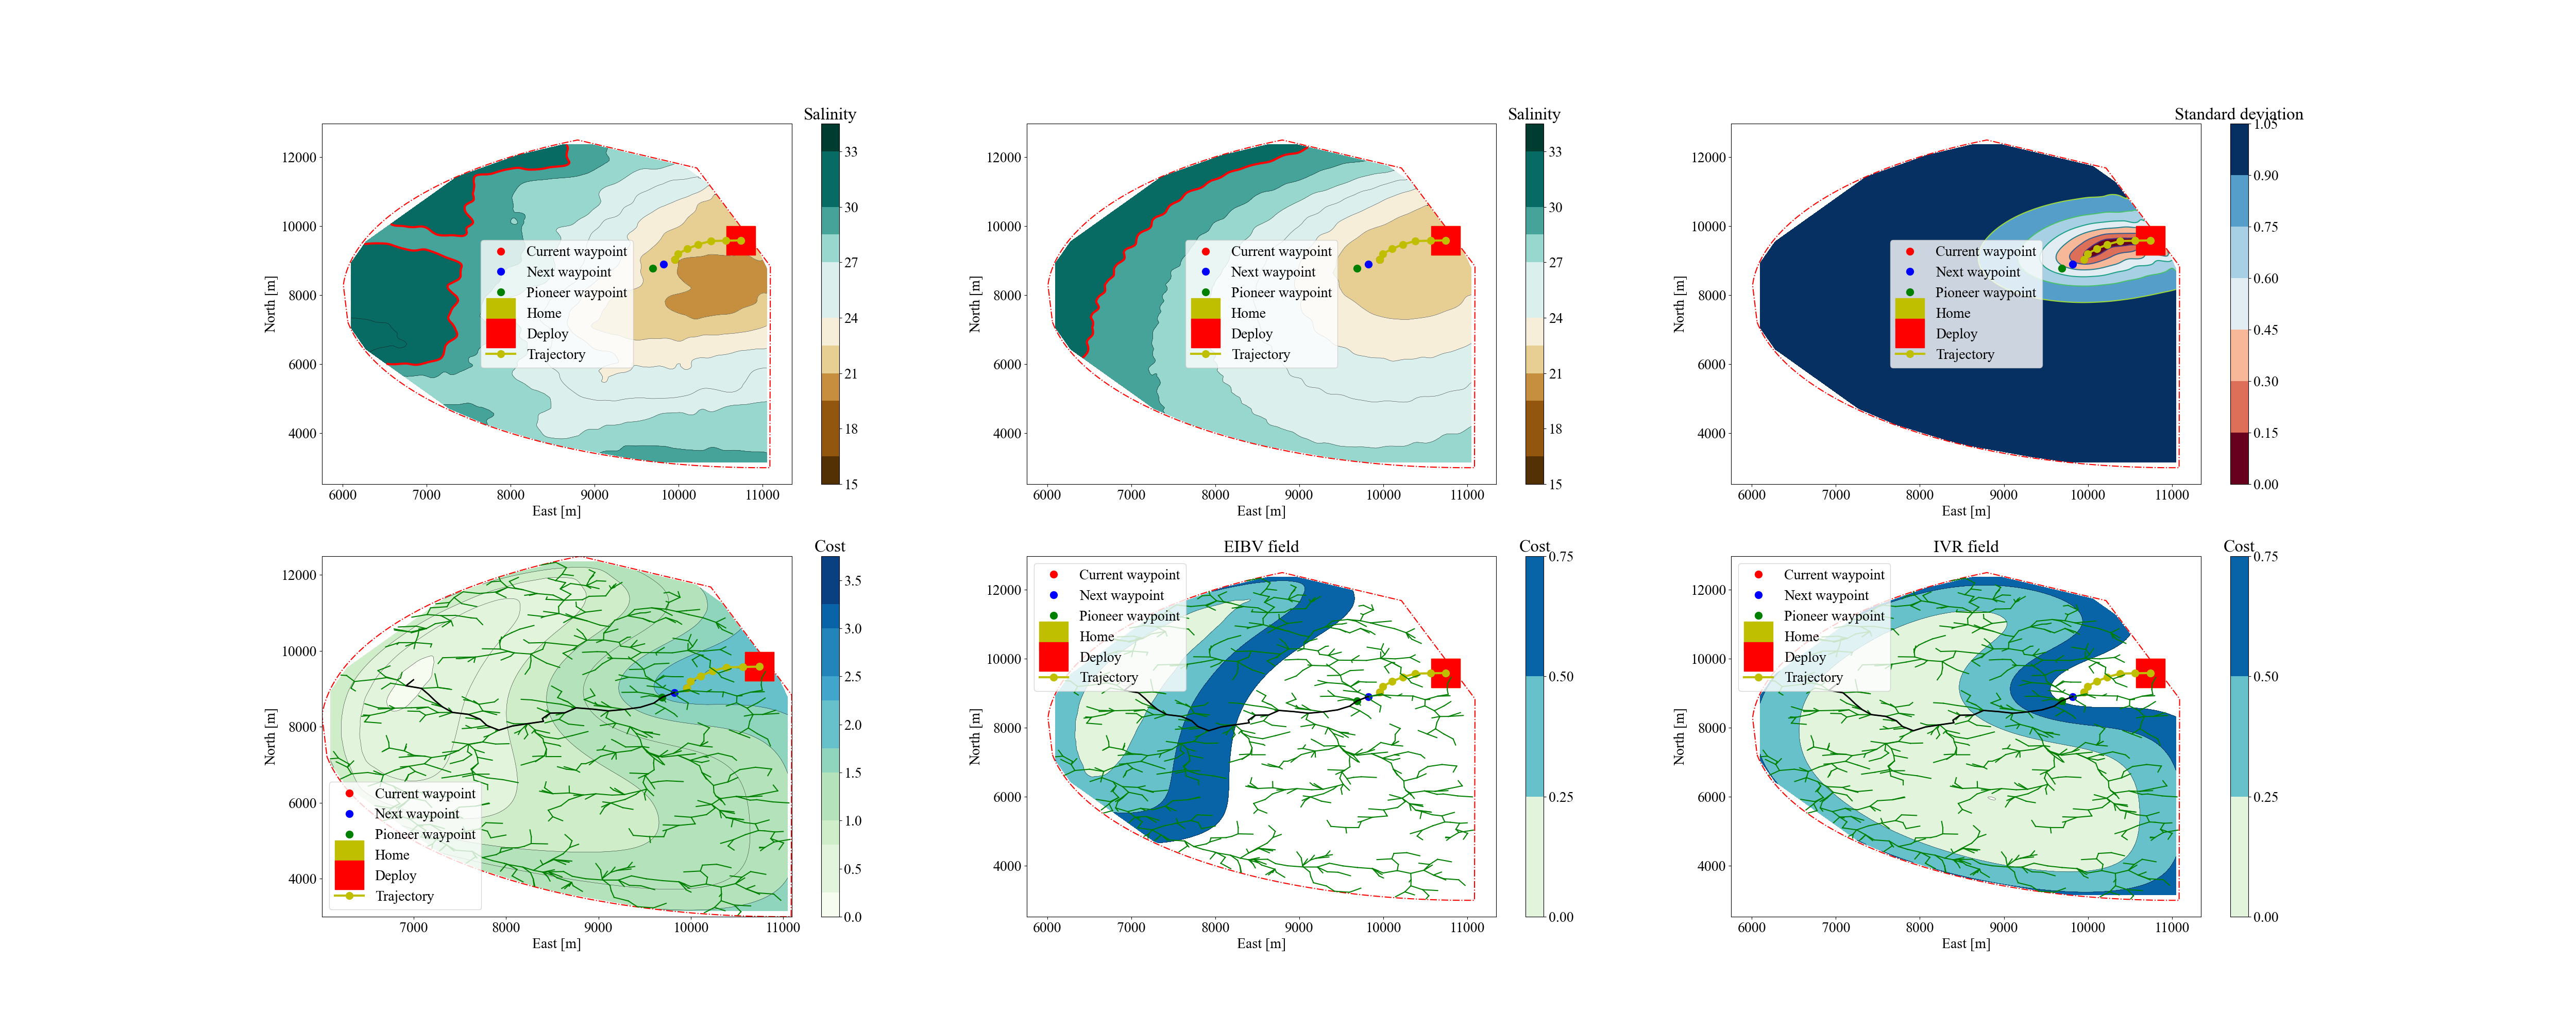 Salinity
12000
10000
8000
6000
4000
North [m]
6000 7000 8000 9000 10000 11000
East [m]
Current waypoint
Next waypoint
Pioneer waypoint
Home
Deploy
Trajectory
33
30
27
24
21
18
15
Salinity
12000
10000
8000
6000
4000
North [m]
6000 7000 8000 9000 10000 11000
East [m]
Current waypoint
Next waypoint
Pioneer waypoint
Home
Deploy
Trajectory
33
30
27
24
21
18
15
Standard deviation
12000
10000
8000
6000
4000
North [m]
6000 7000 8000 9000 10000 11000
East [m]
Current waypoint
Next waypoint
Pioneer waypoint
Home
Deploy
Trajectory
1.05
0.90
0.75
0.60
0.45
0.30
0.15
0.00
Cost
12000
10000
8000
6000
4000
North [m]
7000 8000 9000 10000 11000
East [m]
Current waypoint
Next waypoint
Pioneer waypoint
Home
Deploy
Trajectory
3.5
3.0
2.5
2.0
1.5
1.0
0.5
0.0
EIBV field
Cost
12000
10000
8000
6000
4000
North [m]
6000 7000 8000 9000 10000 11000
East [m]
Current waypoint
Next waypoint
Pioneer waypoint
Home
Deploy
Trajectory
0.75
0.50
0.25
0.00
IVR field
Cost
12000
10000
8000
6000
4000
North [m]
6000 7000 8000 9000 10000 11000
East [m]
Current waypoint
Next waypoint
Pioneer waypoint
Home
Deploy
Trajectory
0.75
0.50
0.25
0.00